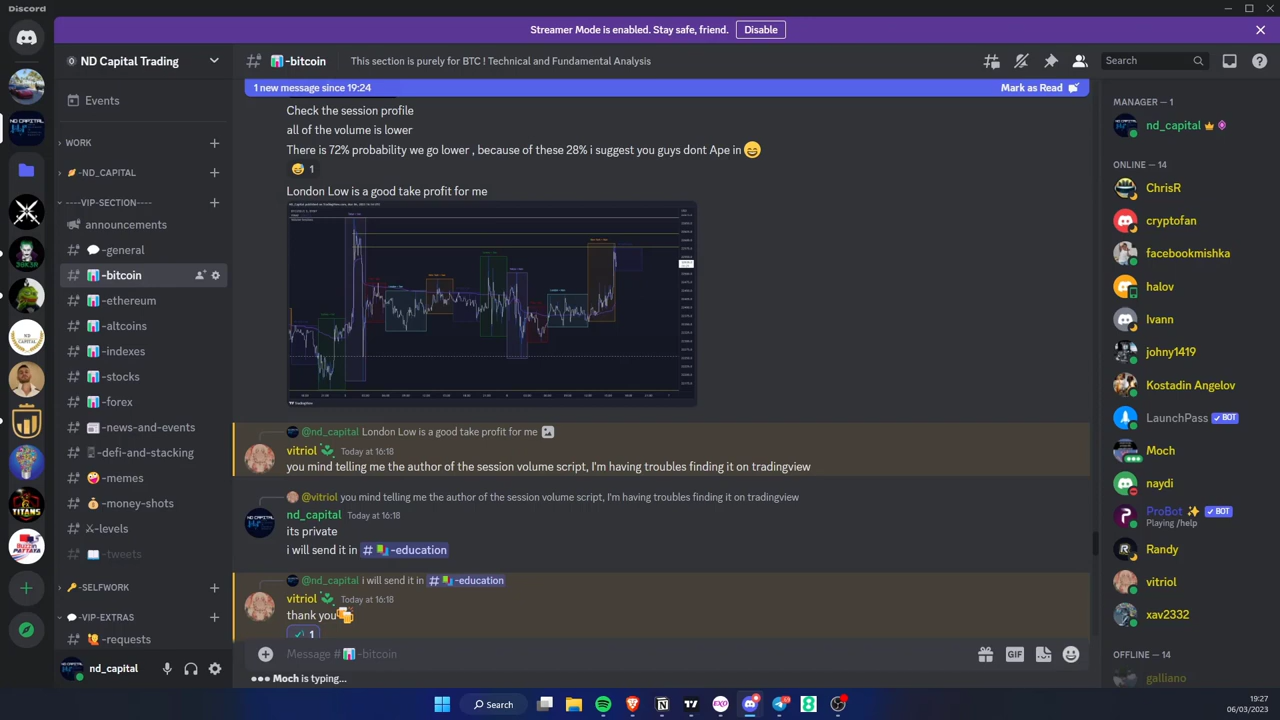 Discord
Streamer Mode is enabled. Stay safe, friend.
Disable
ND Capital Trading
-bitcoin
This section is purely for BTC ! Technical and Fundamental Analysis
Search
Events
WORK
-ND_CAPITAL
----VIP-SECTION----
announcements
-general
-bitcoin
-ethereum
-altcoins
-indexes
-stocks
-forex
-news-and-events
-defi-and-stacking
-memes
-money-shots
-levels
-tweets
-SELFWORK
-VIP-EXTRAS
-requests
nd_capital
1 new message since 19:24
Mark as Read
Check the session profile
all of the volume is lower
There is 72% probability we go lower , because of these 28% i suggest you guys dont Ape in
1
London Low is a good take profit for me
TradingView
@nd_capital London Low is a good take profit for me
vitriol
Today at 16:18
you mind telling me the author of the session volume script, I'm having troubles finding it on tradingview
@vitriol you mind telling me the author of the session volume script, I'm having troubles finding it on tradingview
nd_capital
Today at 16:18
its private
i will send it in # -education
@nd_capital i will send it in # -education
vitriol
Today at 16:18
thank you
1
Message # -bitcoin
GIF
Moch is typing...
MANAGER — 1
nd_capital
ONLINE — 14
ChrisR
cryptofan
facebookmishka
halov
Ivann
johny1419
Kostadin Angelov
LaunchPass
BOT
Moch
naydi
ProBot
BOT
Playing /help
Randy
vitriol
xav2332
OFFLINE — 14
galliano
Search
19:27
06/03/2023